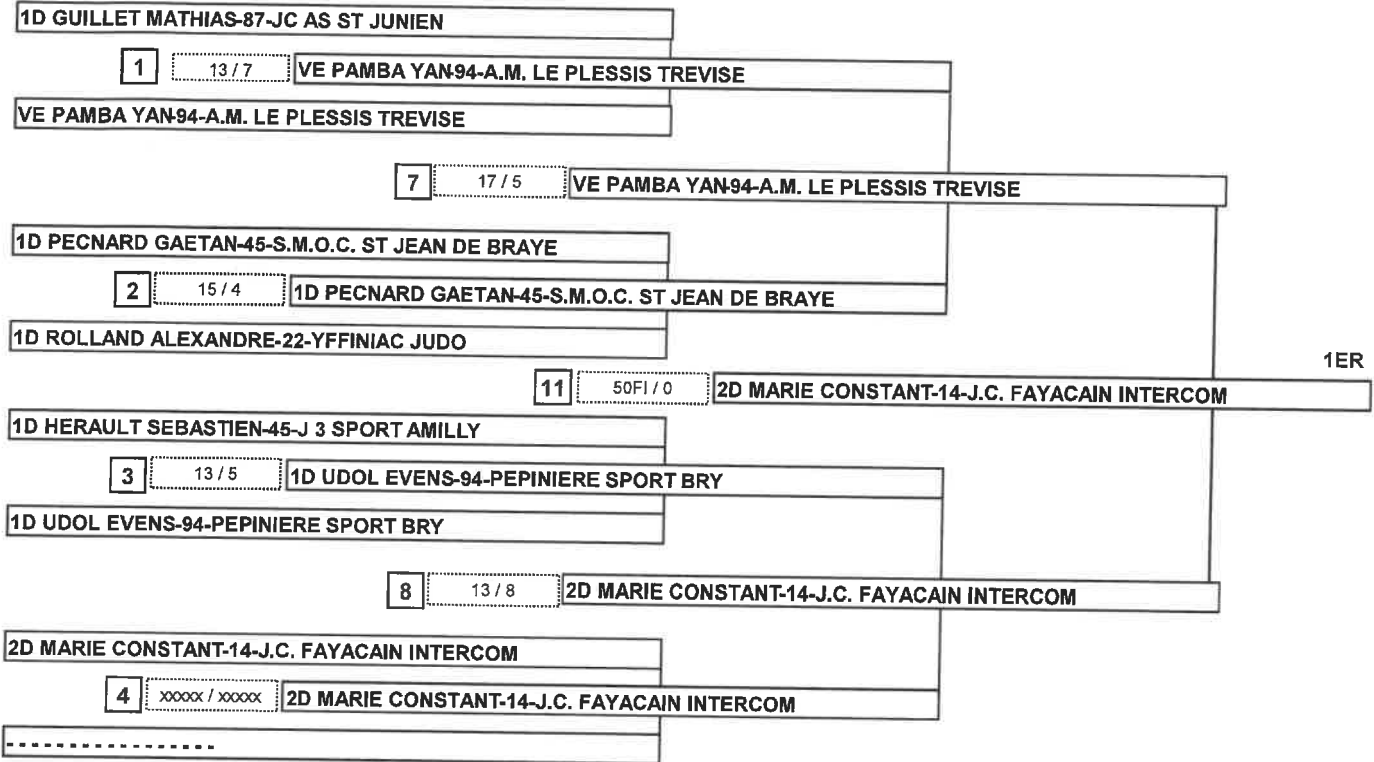 1D GUILLET MATHIAS-87-JC AS ST JUNIEN
1 13 / 7 VE PAMBA YAN-94-A.M. LE PLESSIS TREVISE
VE PAMBA YAN-94-A.M. LE PLESSIS TREVISE
7 17 / 5 VE PAMBA YAN-94-A.M. LE PLESSIS TREVISE
1D PECNARD GAETAN-45-S.M.O.C. ST JEAN DE BRAYE
2 15 / 4 1D PECNARD GAETAN-45-S.M.O.C. ST JEAN DE BRAYE
1D ROLLAND ALEXANDRE-22-YFFINIAC JUDO
1ER
11 50FI / 0 2D MARIE CONSTANT-14-J.C. FAYACAIN INTERCOM
1D HERAULT SEBASTIEN-45-J 3 SPORT AMILLY
3 13 / 5 1D UDOL EVENS-94-PEPINIERE SPORT BRY
1D UDOL EVENS-94-PEPINIERE SPORT BRY
8 13 / 8 2D MARIE CONSTANT-14-J.C. FAYACAIN INTERCOM
2D MARIE CONSTANT-14-J.C. FAYACAIN INTERCOM
4 xxxxx / xxxxx 2D MARIE CONSTANT-14-J.C. FAYACAIN INTERCOM
- - - - - - - - - - - - - - - - -